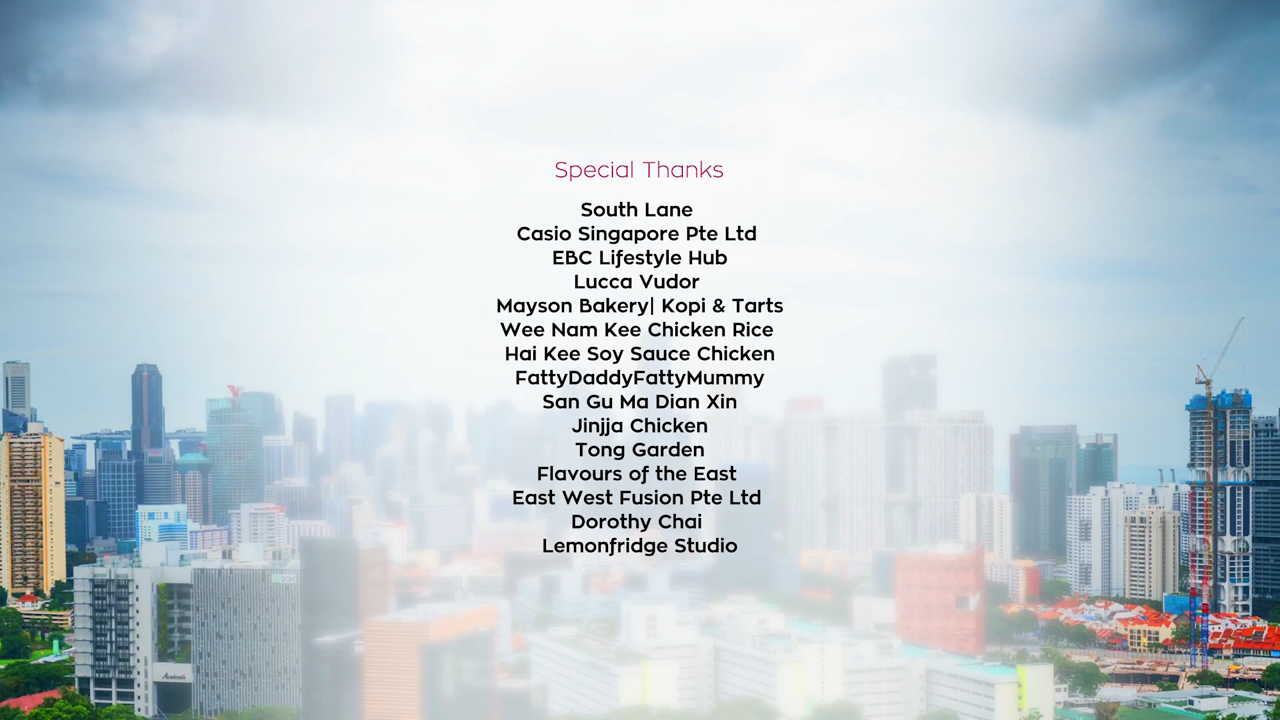 Special Thanks
South Lane
Casio Singapore Pte Ltd
EBC Lifestyle Hub
Lucca Vudor
Mayson Bakery| Kopi & Tarts
Wee Nam Kee Chicken Rice
Hai Kee Soy Sauce Chicken
FattyDaddyFattyMummy
San Gu Ma Dian Xin
Jinjja Chicken
Tong Garden
Flavours of the East
East West Fusion Pte Ltd
Dorothy Chai
Lemonfridge Studio